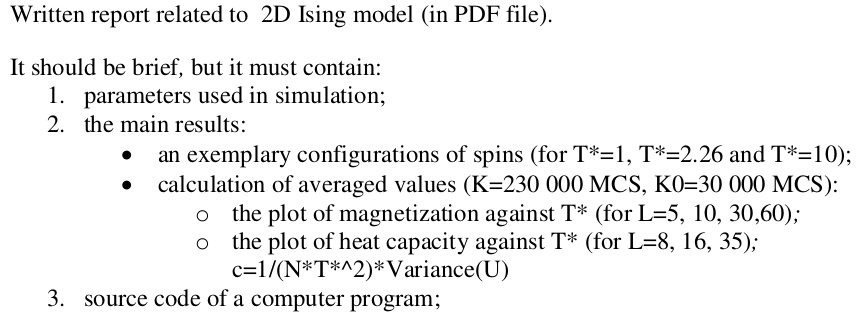 Written report related to  2D Ising model (in PDF file).
It should be brief, but it must contain:
1. parameters used in simulation;
2. the main results:
• an exemplary configurations of spins (for T*=1, T*=2.26 and T*=10);
• calculation of averaged values (K=230 000 MCS, K0=30 000 MCS):
o the plot of magnetization against T* (for L=5, 10, 30,60);
o the plot of heat capacity against T* (for L=8, 16, 35);
c=1/(N*T*^2)*Variance(U)
3. source code of a computer program;